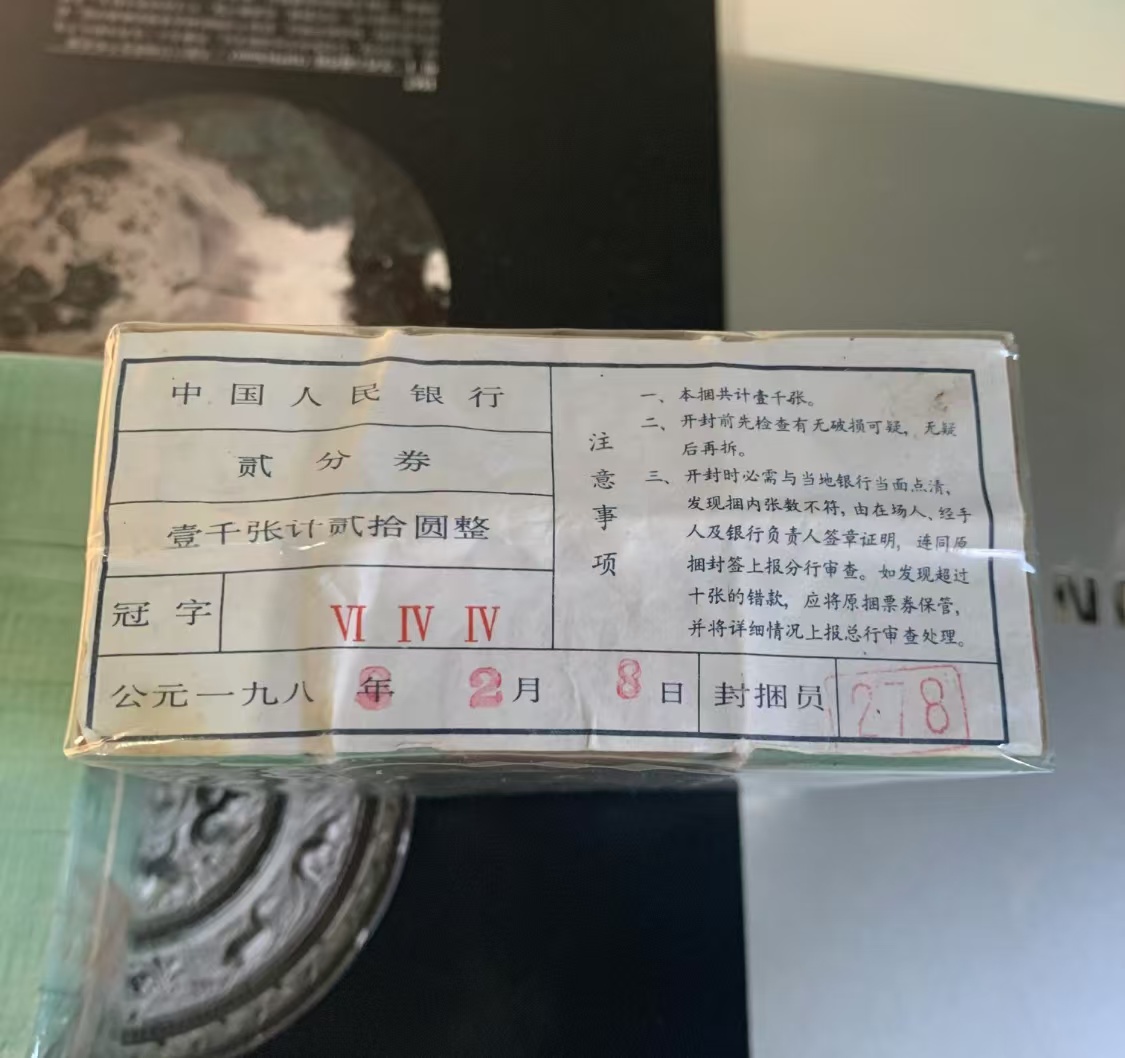 中国人民银行
贰分券
壹千张计贰拾圆整
冠字
Ⅵ Ⅳ Ⅳ
公元一九八 年 2月 8日
封捆员
278
注意事项
一、本捆共计壹千张。
二、开封前先检查有无破损可疑，无疑
后再拆。
三、开封时必需与当地银行当面点清，
发现捆内张数不符，由在场人、经手
人及银行负责人签章证明，连同原
捆封签上报分行审查。如发现超过
十张的错款，应将原捆票券保管，
并将详细情况上报总行审查处理。